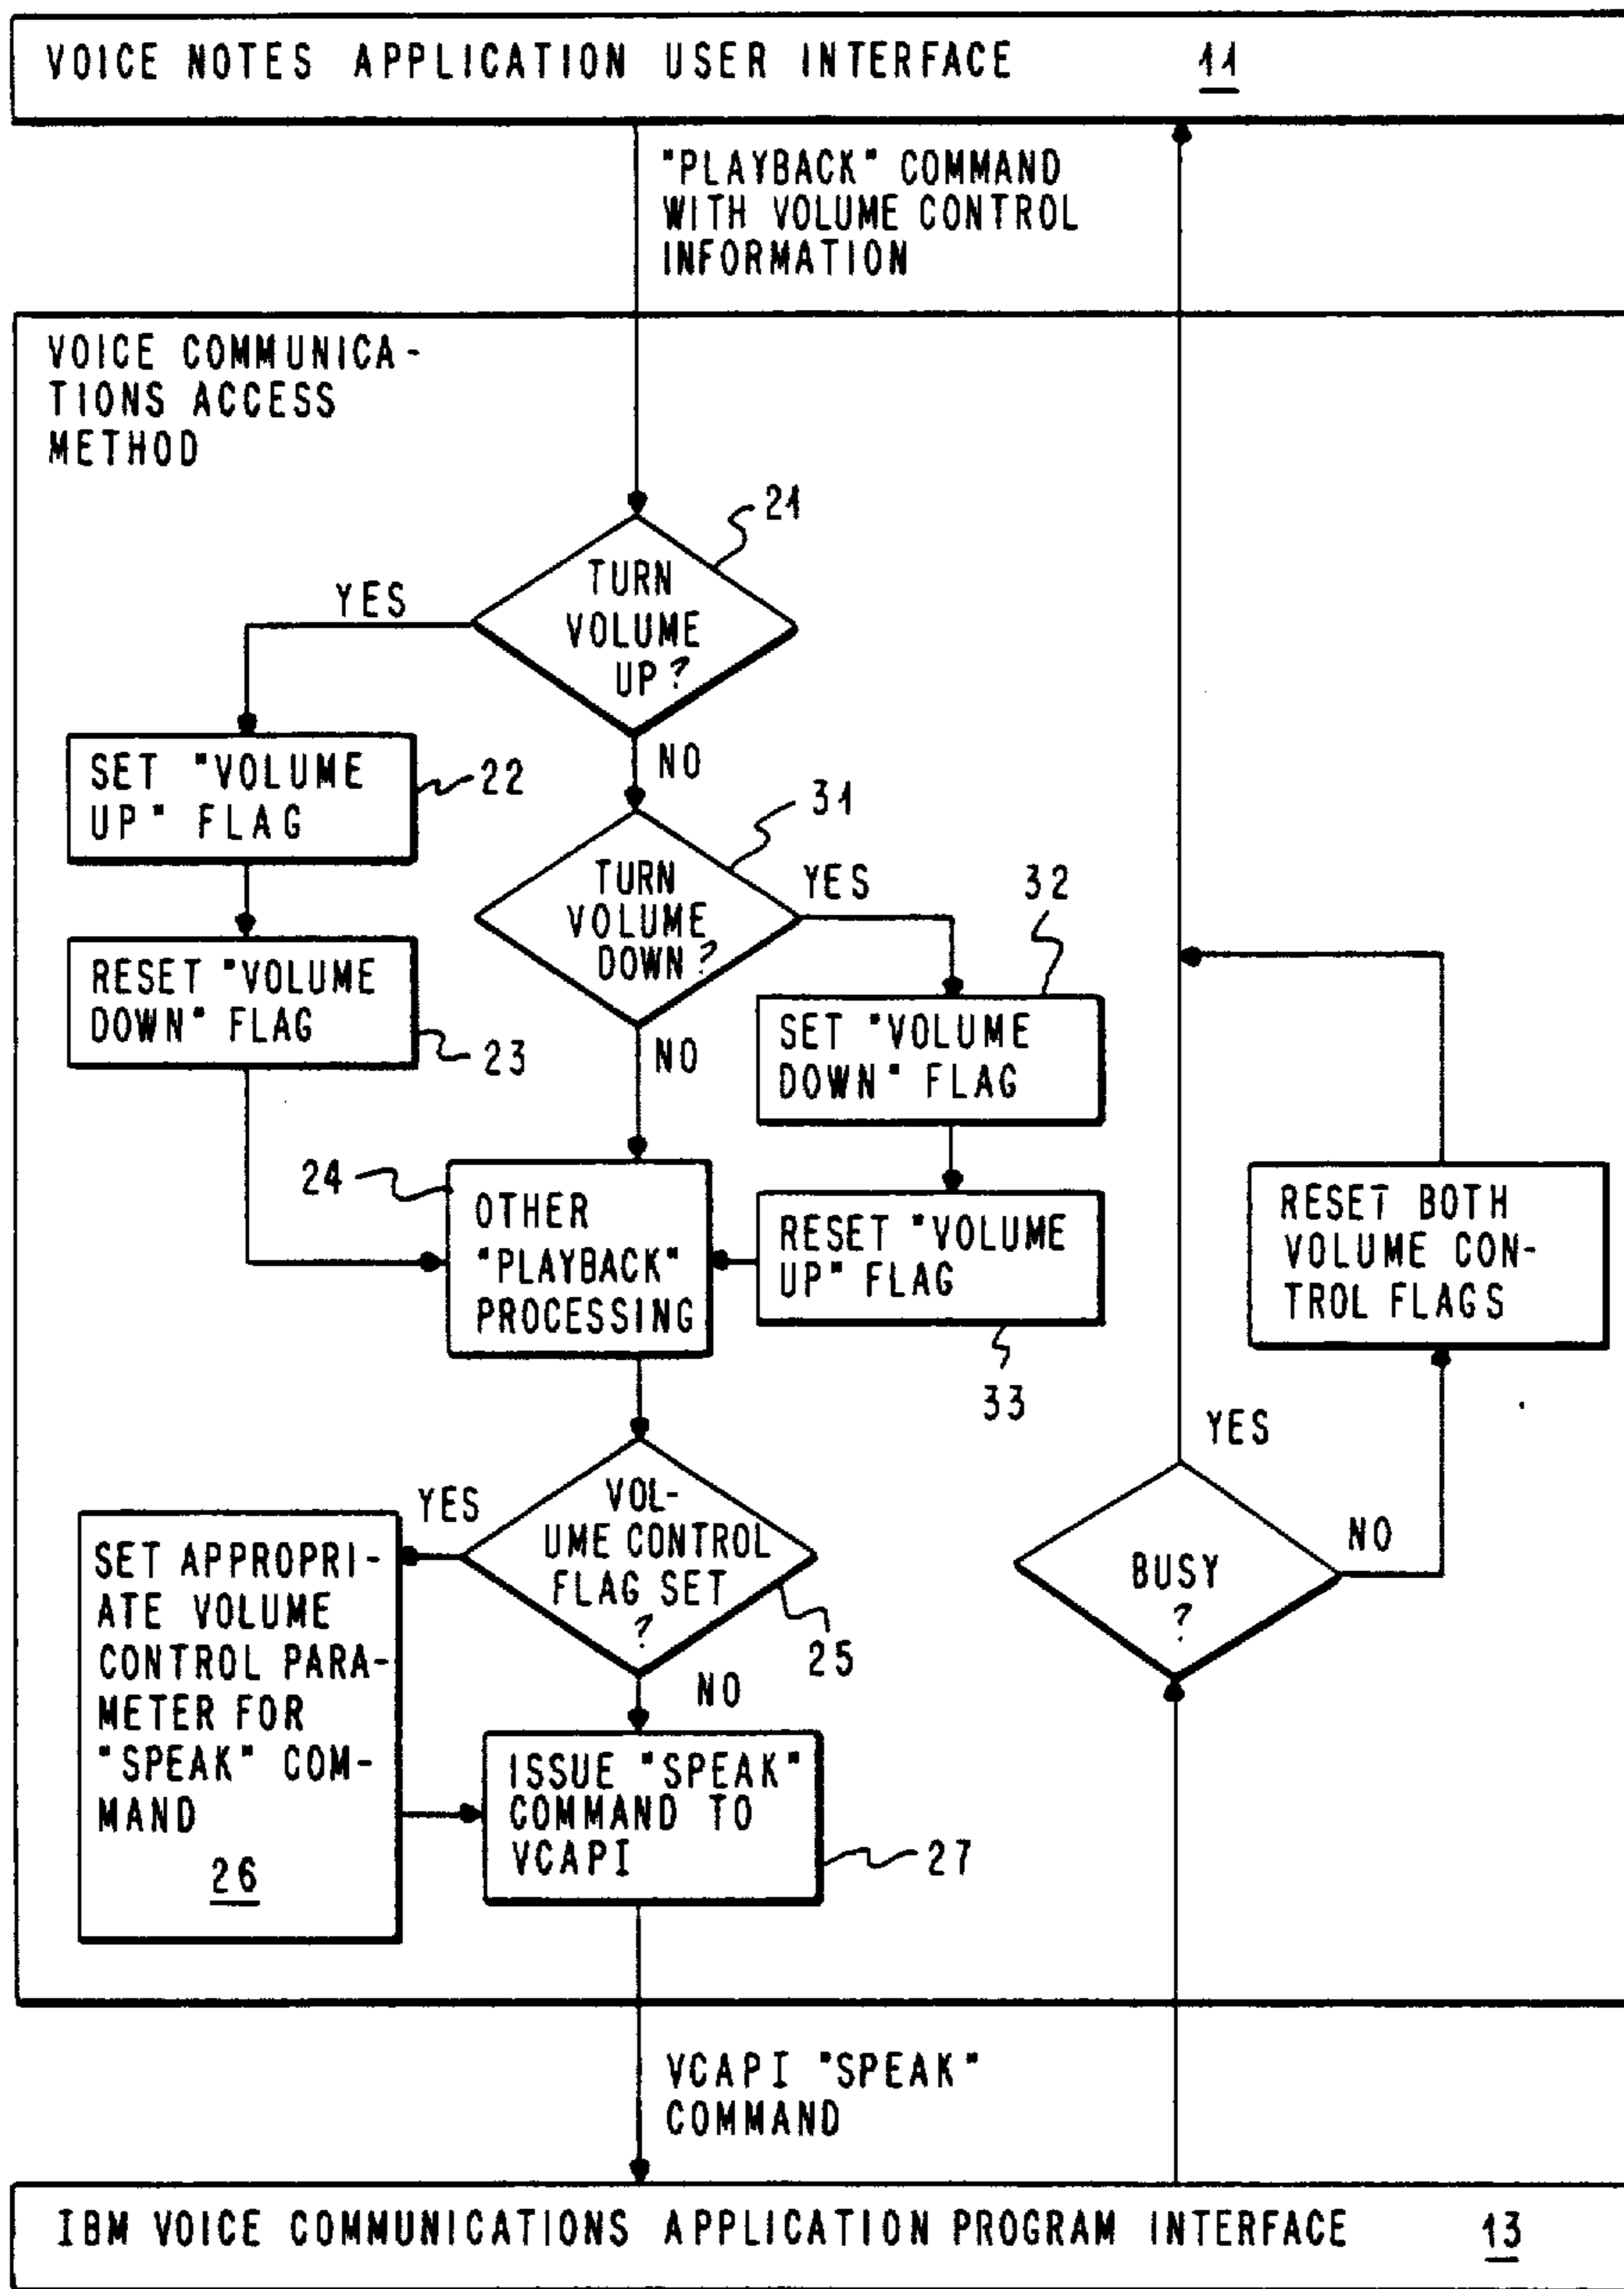 VOICE NOTES APPLICATION USER INTERFACE 11
"PLAYBACK" COMMAND
WITH VOLUME CONTROL
INFORMATION
VOICE COMMUNICA-
TIONS ACCESS
METHOD
21
TURN
VOLUME
UP?
YES
NO
SET "VOLUME
UP" FLAG
22
31
TURN
VOLUME
DOWN?
YES
32
RESET "VOLUME
DOWN" FLAG
23
NO
SET "VOLUME
DOWN" FLAG
24
OTHER
"PLAYBACK"
PROCESSING
RESET "VOLUME
UP" FLAG
33
RESET BOTH
VOLUME CON-
TROL FLAGS
YES
BUSY
?
NO
VOL-
UME CONTROL
FLAG SET
?
25
YES
NO
SET APPROPRI-
ATE VOLUME
CONTROL PARA-
METER FOR
"SPEAK" COM-
MAND
26
ISSUE "SPEAK"
COMMAND TO
VCAPI
27
VCAPI "SPEAK"
COMMAND
IBM VOICE COMMUNICATIONS APPLICATION PROGRAM INTERFACE 13